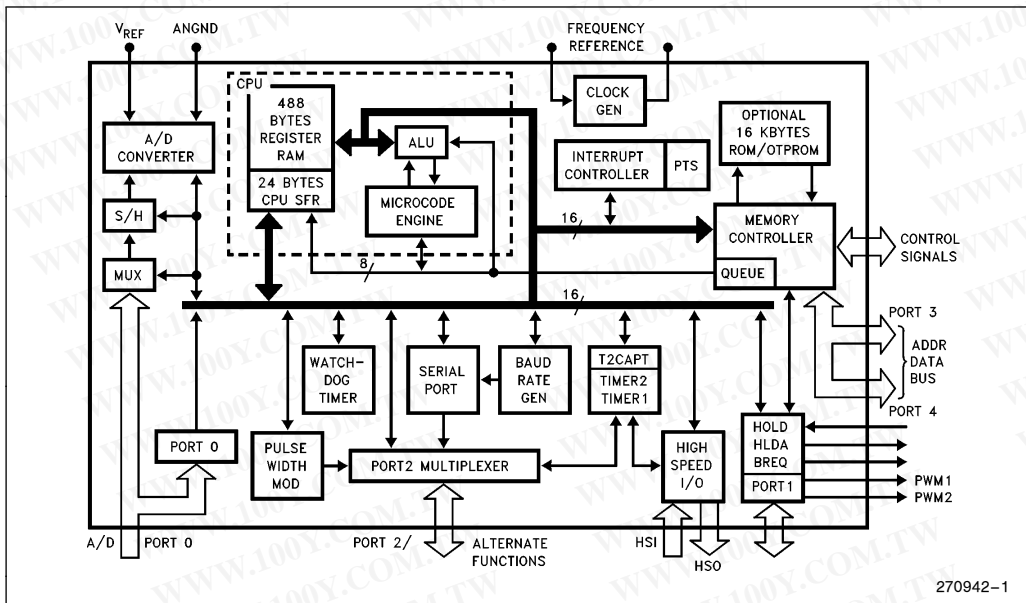 VREF
ANGND
FREQUENCY
REFERENCE
CPU
488
BYTES
REGISTER
RAM
24 BYTES
CPU SFR
ALU
MICROCODE
ENGINE
CLOCK
GEN
OPTIONAL
16 KBYTES
ROM/OTPROM
A/D
CONVERTER
INTERRUPT
CONTROLLER
PTS
S/H
MUX
16
MEMORY
CONTROLLER
QUEUE
CONTROL
SIGNALS
8
16
PORT 3
ADDR
DATA
BUS
PORT 4
WATCH-
DOG
TIMER
SERIAL
PORT
BAUD
RATE
GEN
T2CAPT
TIMER2
TIMER1
PORT 0
PULSE
WIDTH
MOD
PORT2 MULTIPLEXER
HIGH
SPEED
I/O
HOLD
HLDA
BREQ
PORT1
PWM1
PWM2
A/D
PORT 0
PORT 2/
ALTERNATE
FUNCTIONS
HSI
HSO
270942-1
WWW.100Y.COM.TW